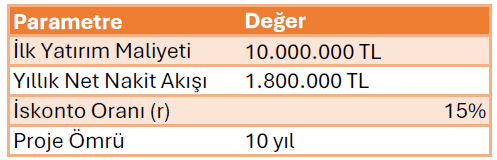 Parametre Değer
İlk Yatırım Maliyeti 10.000.000 TL
Yıllık Net Nakit Akışı 1.800.000 TL
İskonto Oranı (r) 15%
Proje Ömrü 10 yıl